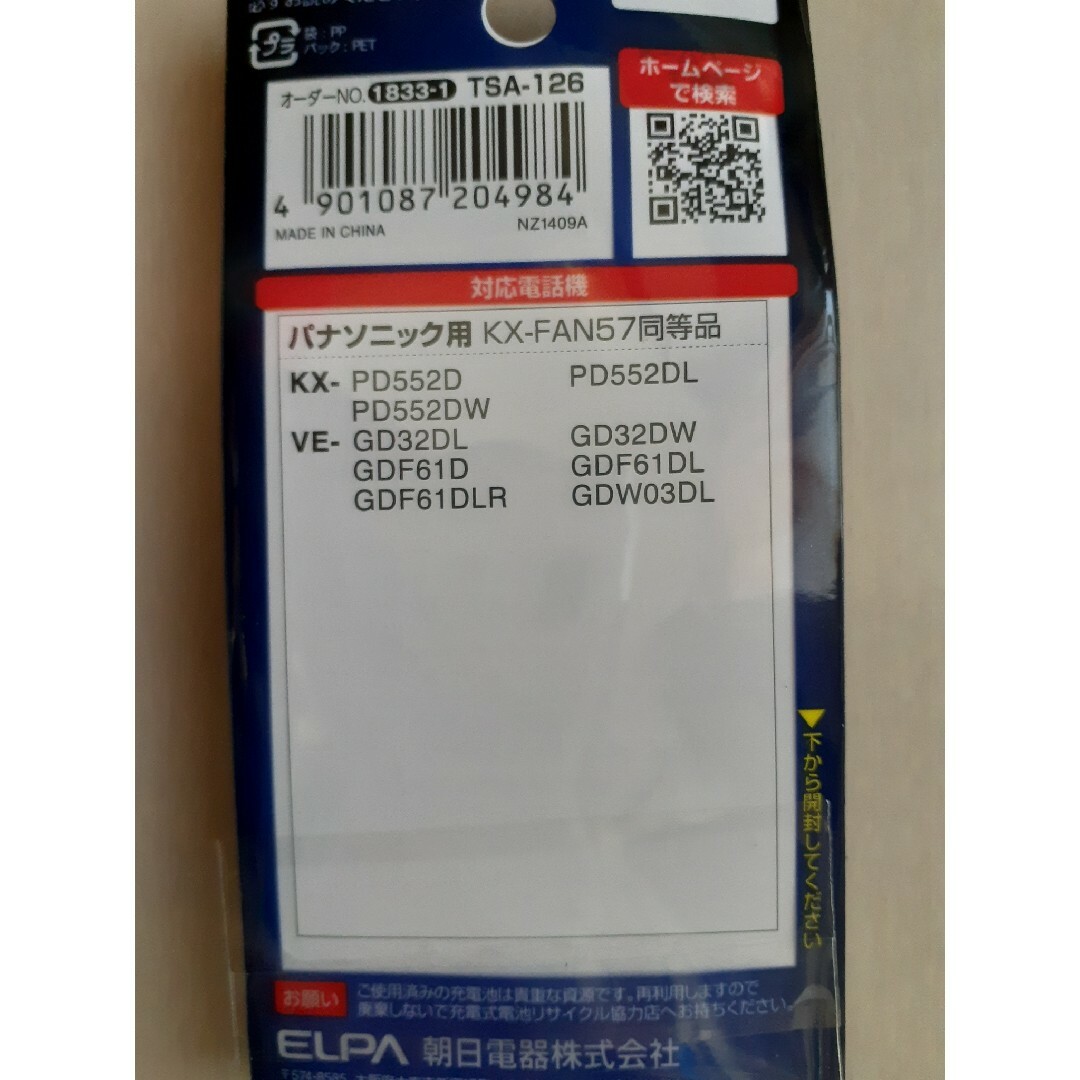 プラ
袋:PP
パック:PET
オーダーNO. 1833-1 TSA-126
4 901087 204984
MADE IN CHINA
NZ1409A
ホームページ
で検索
対応電話機
パナソニック用 KX-FAN57同等品
KX- PD552D PD552DL
PD552DW
VE- GD32DL GD32DW
GDF61D GDF61DL
GDF61DLR GDW03DL
下から開封してください
お願い
ご使用済みの充電池は貴重な資源です。再利用しますので
廃棄しないで充電式電池リサイクル協力店へお持ちください。
ELPA 朝日電器株式会社